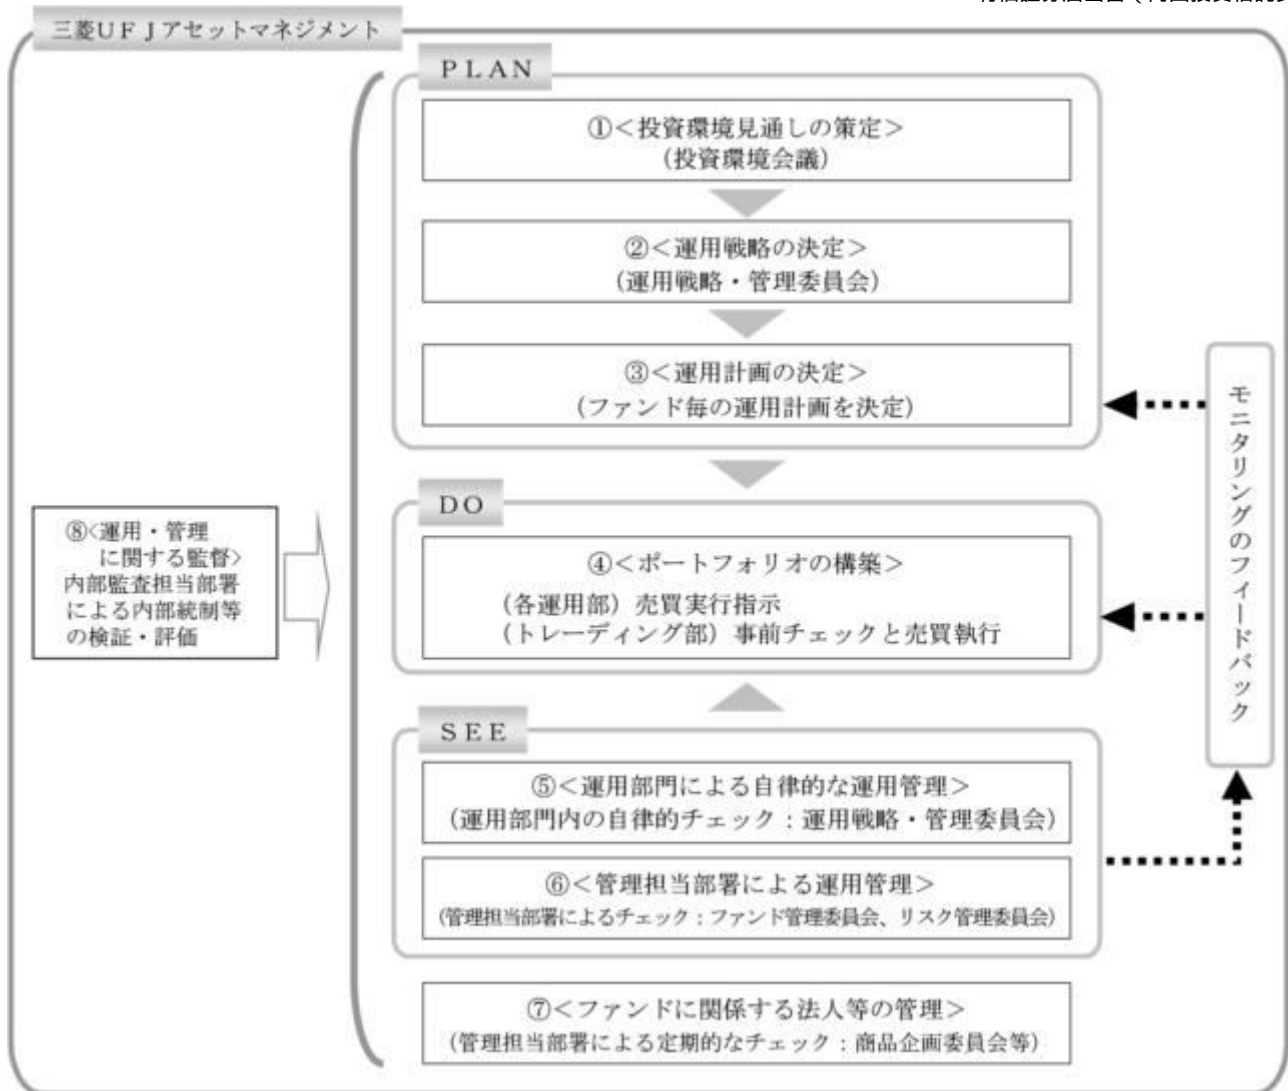 三菱UFJアセットマネジメント
PLAN
①<投資環境見通しの策定>
(投資環境会議)
②<運用戦略の決定>
(運用戦略・管理委員会)
③<運用計画の決定>
(ファンド毎の運用計画を決定)
DO
④<ポートフォリオの構築>
(各運用部)売買実行指示
(トレーディング部)事前チェックと売買執行
SEE
⑤<運用部門による自律的な運用管理>
(運用部門内の自律的チェック:運用戦略・管理委員会)
⑥<管理担当部署による運用管理>
(管理担当部署によるチェック:ファンド管理委員会、リスク管理委員会)
⑦<ファンドに関係する法人等の管理>
(管理担当部署による定期的なチェック:商品企画委員会等)
⑧<運用・管理
に関する監督>
内部監査担当部署
による内部統制等
の検証・評価
モニタリングのフィードバック